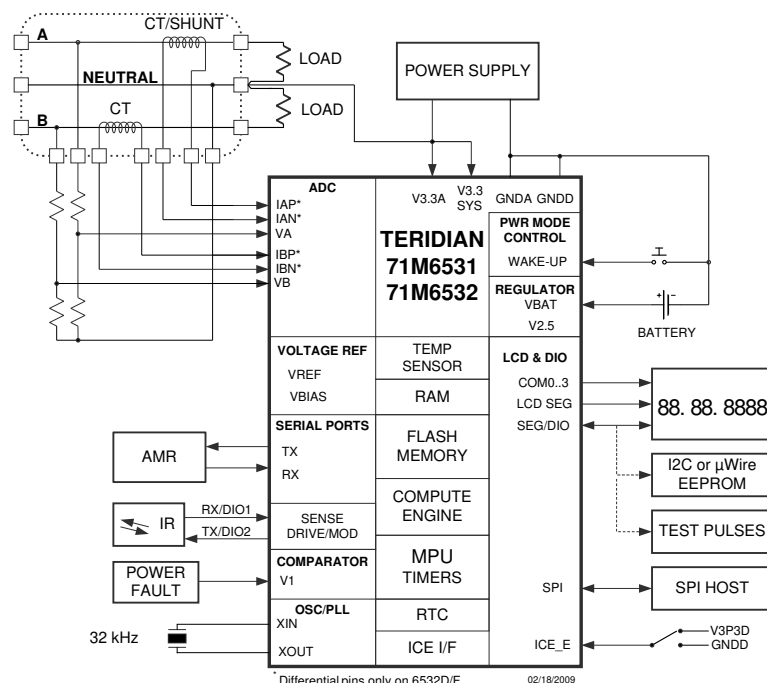 CT/SHUNT
A
LOAD
NEUTRAL
CT
LOAD
B
POWER SUPPLY
ADC
IAP*
IAN*
VA
IBP*
IBN*
VB
V3.3A
V3.3
SYS
GNDA GNDD
TERIDIAN
71M6531
71M6532
PWR MODE
CONTROL
WAKE-UP
REGULATOR
VBAT
V2.5
+ -
BATTERY
VOLTAGE REF
VREF
VBIAS
TEMP
SENSOR
RAM
LCD & DIO
COM0..3
LCD SEG
SEG/DIO
88. 88. 8888
SERIAL PORTS
TX
RX
AMR
FLASH
MEMORY
I2C or µWire
EEPROM
IR
RX/DIO1
TX/DIO2
SENSE
DRIVE/MOD
COMPUTE
ENGINE
TEST PULSES
POWER
FAULT
COMPARATOR
V1
MPU
TIMERS
SPI
SPI HOST
OSC/PLL
XIN
XOUT
32 kHz
RTC
ICE I/F
ICE_E
V3P3D
GNDD
* Differential pins only on 6532D/F
02/18/2009